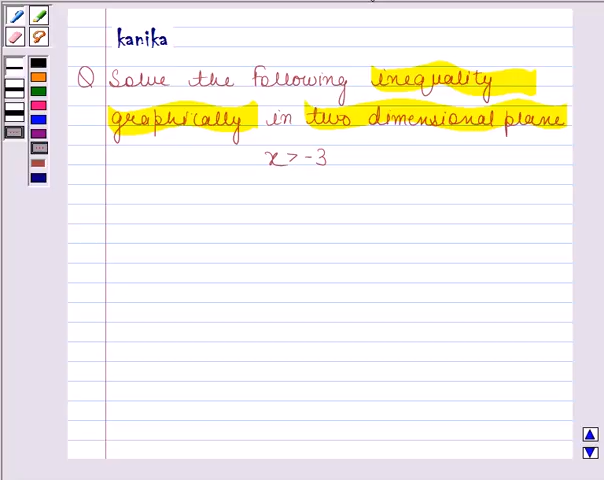 kanika
Q Solve the following inequality
graphically in two dimensional plane
x > -3